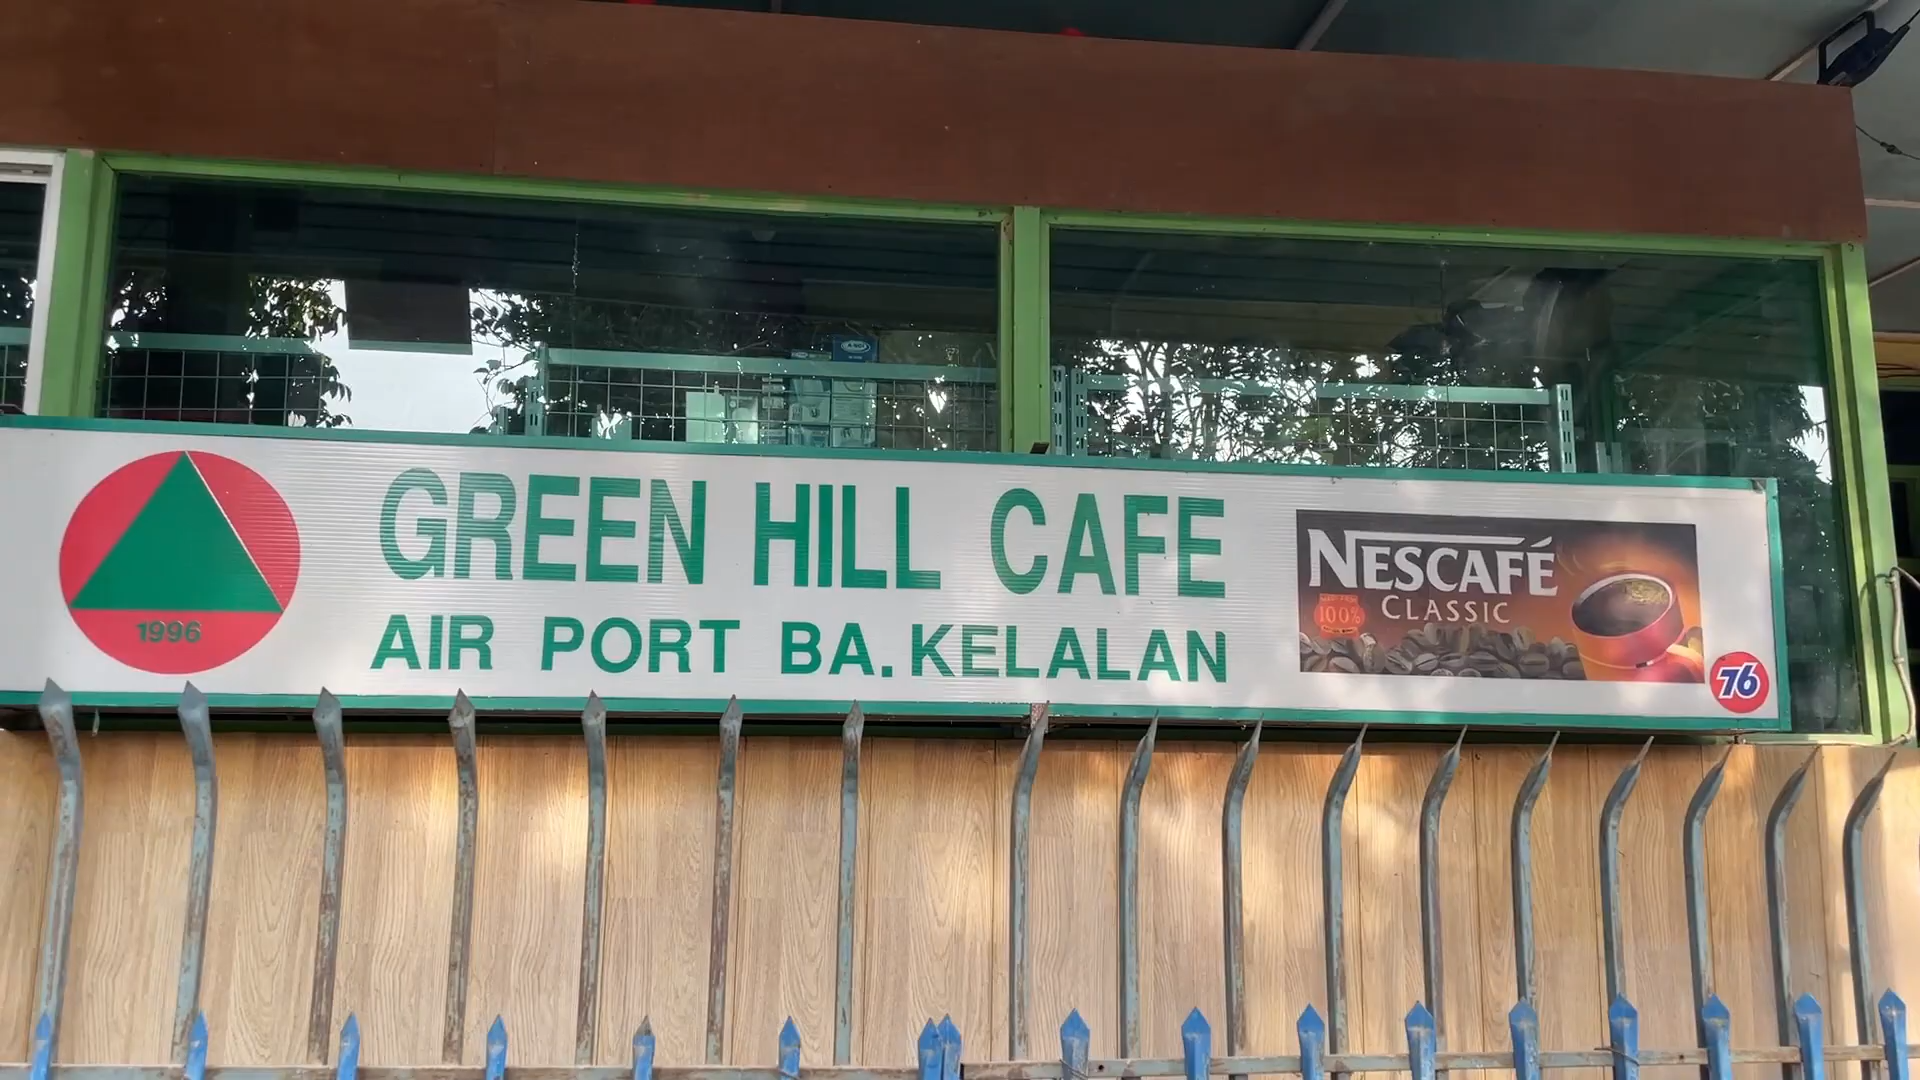 1996
GREEN HILL CAFE
AIR PORT BA. KELALAN
NESCAFÉ
CLASSIC
100%
76